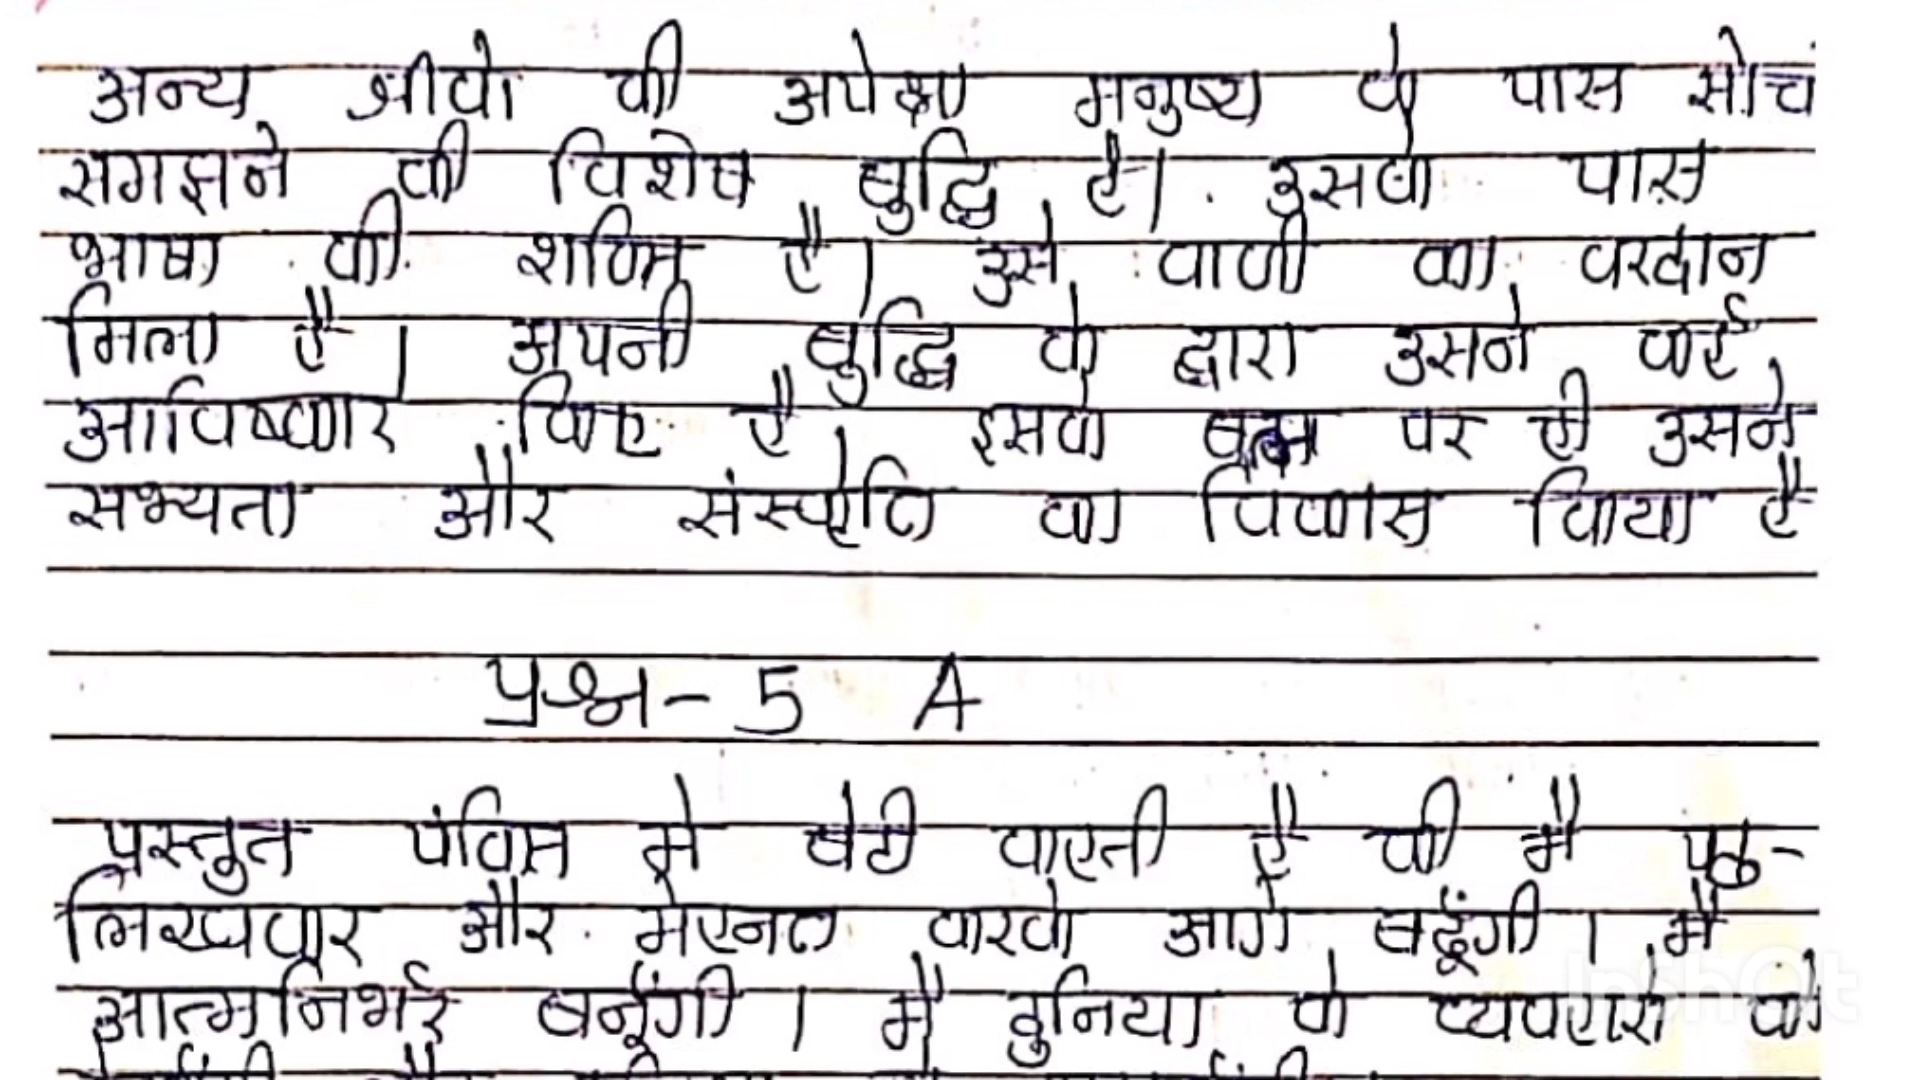 अन्य जीवो की अपेक्षा मनुष्य के पास सोच
समझने की विशेष बुद्धि है। उसके पास
भाषा की शक्ति है। उसे वाणी का वरदान
मिला है। अपनी बुद्धि के द्वारा उसने कई
आविष्कार किए है। इसके बल पर ही उसने
सभ्यता और संस्कृति का विकास किया है
प्रश्न- 5 A
प्रस्तुत पंक्ति मे बेटी कहती है की मै पढ-
लिखकर और मेहनत करके आगे बढूँगी। मै
आत्मनिर्भर बनूँगी। मै दुनिया के व्यवहारो को
InShOt